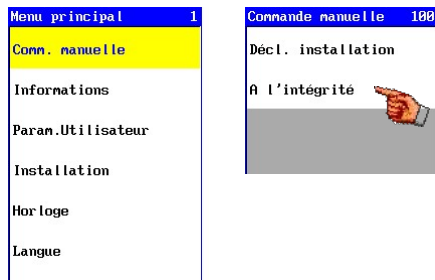 Menu principal 1
Comm. manuelle
Informations
Param.Utilisateur
Installation
Horloge
Langue
Commande manuelle 100
Décl. installation
A l'intégrité